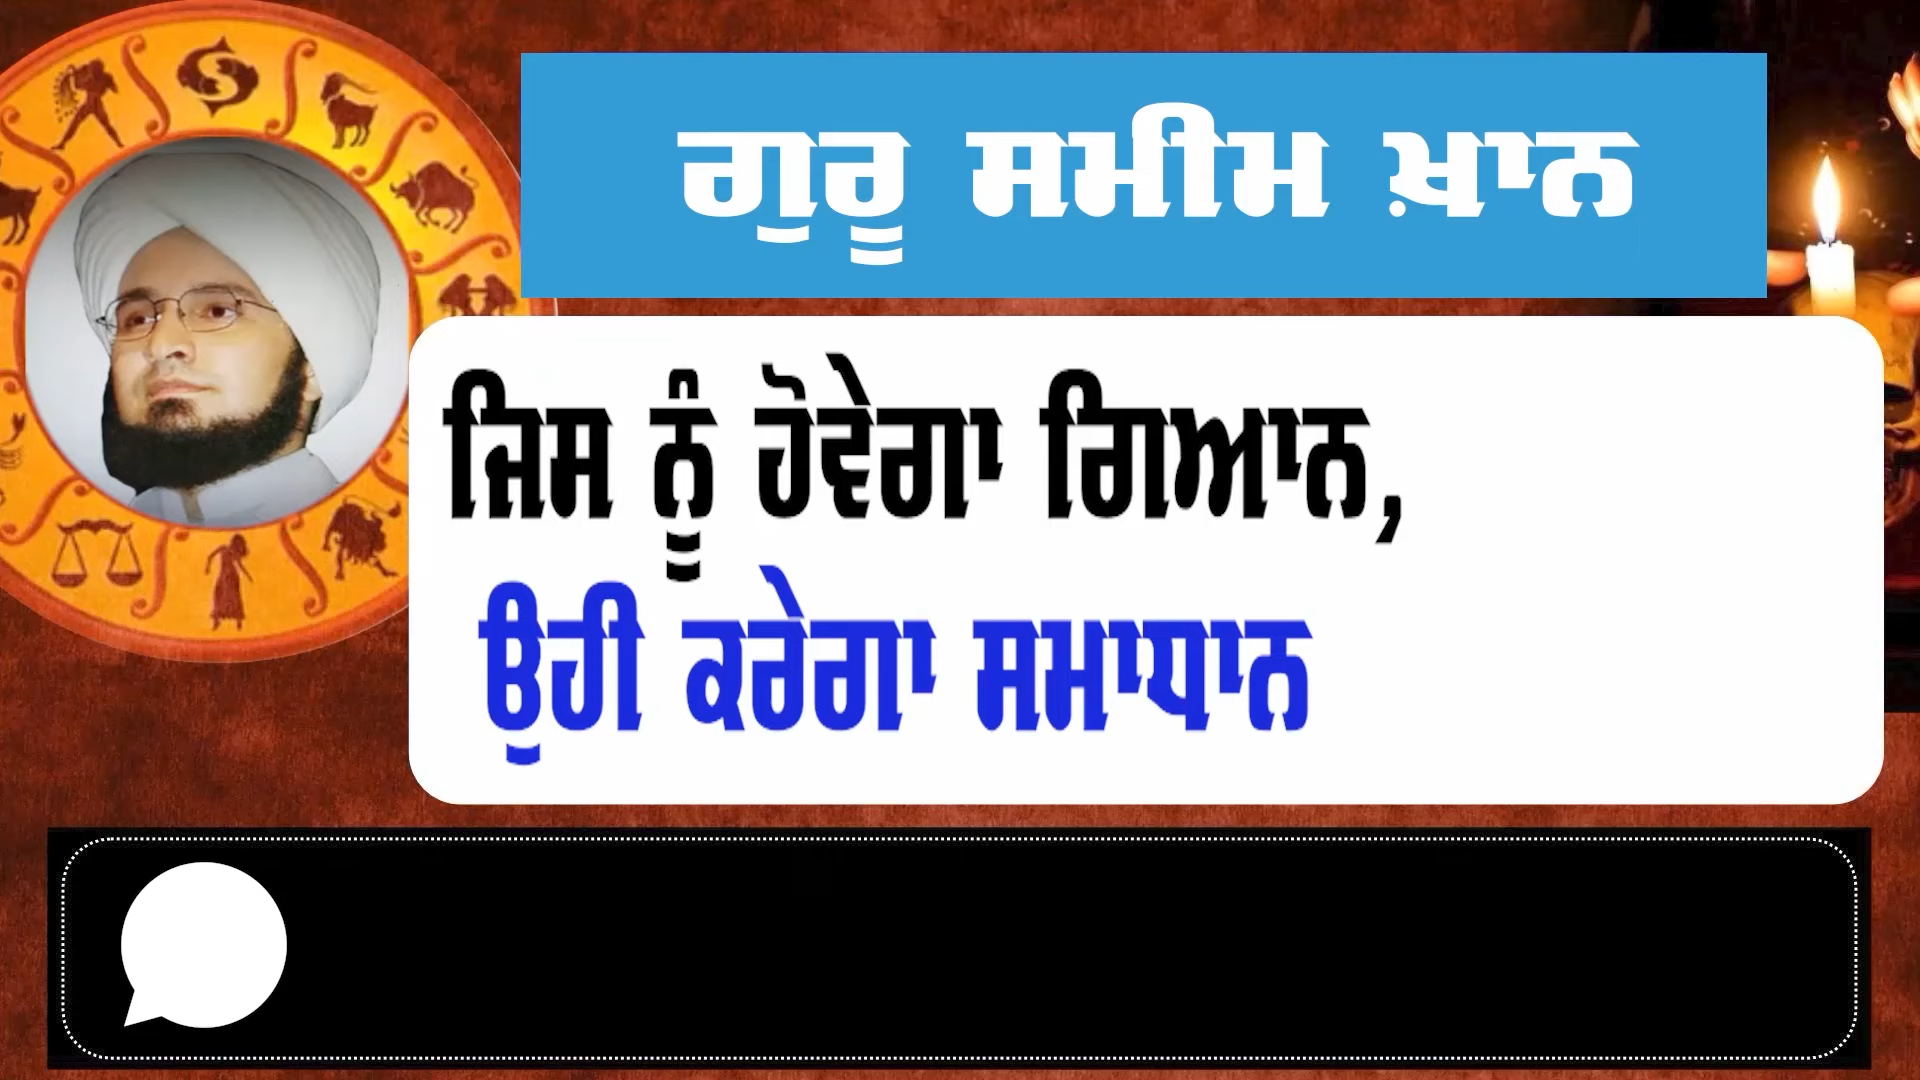 ਗੁਰੂ ਸਮੀਮ ਖ਼ਾਨ
ਜਿਸ ਨੂੰ ਹੋਵੇਗਾ ਗਿਆਨ,
ਉਹੀ ਕਰੇਗਾ ਸਮਾਧਾਨ